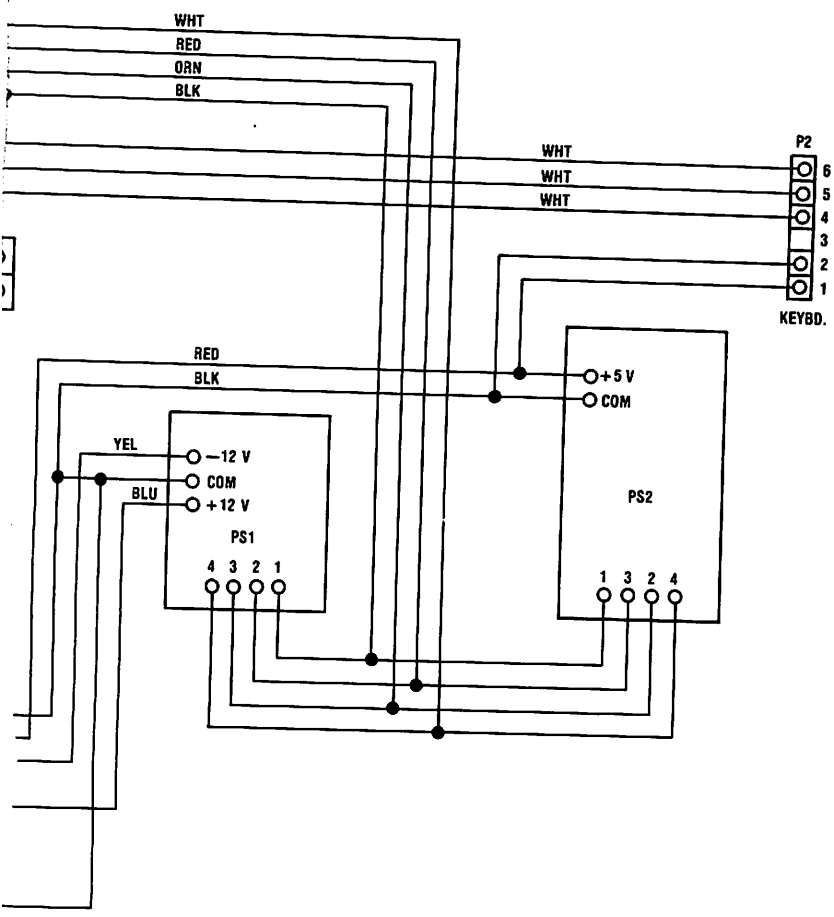 WHT
RED
ORN
BLK
P2
WHT
6
WHT
5
WHT
4
3
2
1
KEYBD.
RED
+5 V
BLK
COM
YEL
−12 V
COM
BLU
+12 V
PS2
PS1
4 3 2 1
1 3 2 4